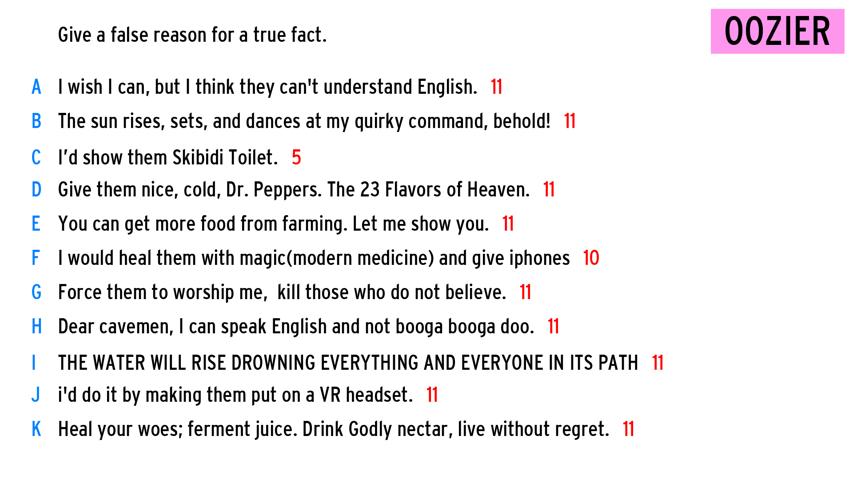 Give a false reason for a true fact.
OOZIER
A I wish I can, but I think they can't understand English. 11
B The sun rises, sets, and dances at my quirky command, behold! 11
C I'd show them Skibidi Toilet. 5
D Give them nice, cold, Dr. Peppers. The 23 Flavors of Heaven. 11
E You can get more food from farming. Let me show you. 11
F I would heal them with magic(modern medicine) and give iphones 10
G Force them to worship me, kill those who do not believe. 11
H Dear cavemen, I can speak English and not booga booga doo. 11
I THE WATER WILL RISE DROWNING EVERYTHING AND EVERYONE IN ITS PATH 11
J i'd do it by making them put on a VR headset. 11
K Heal your woes; ferment juice. Drink Godly nectar, live without regret. 11